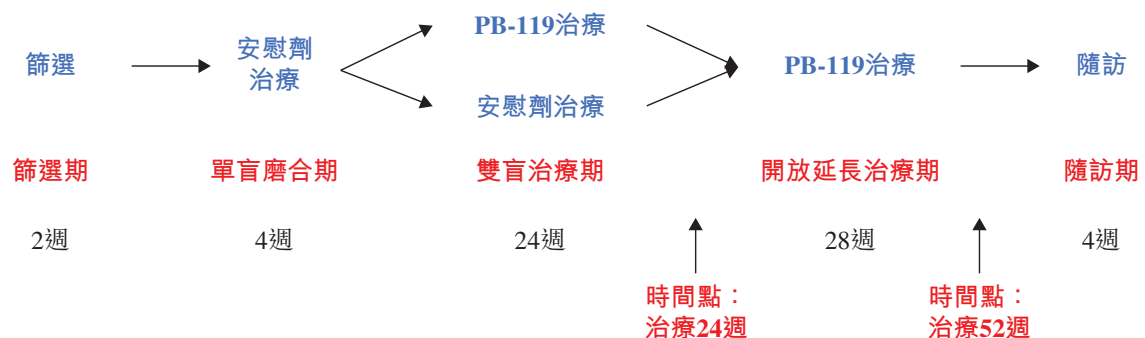 PB-119治療
篩選
安慰劑
治療
PB-119治療
隨訪
安慰劑治療
篩選期
單盲磨合期
雙盲治療期
開放延長治療期
隨訪期
2週
4週
24週
28週
4週
時間點：
治療24週
時間點：
治療52週